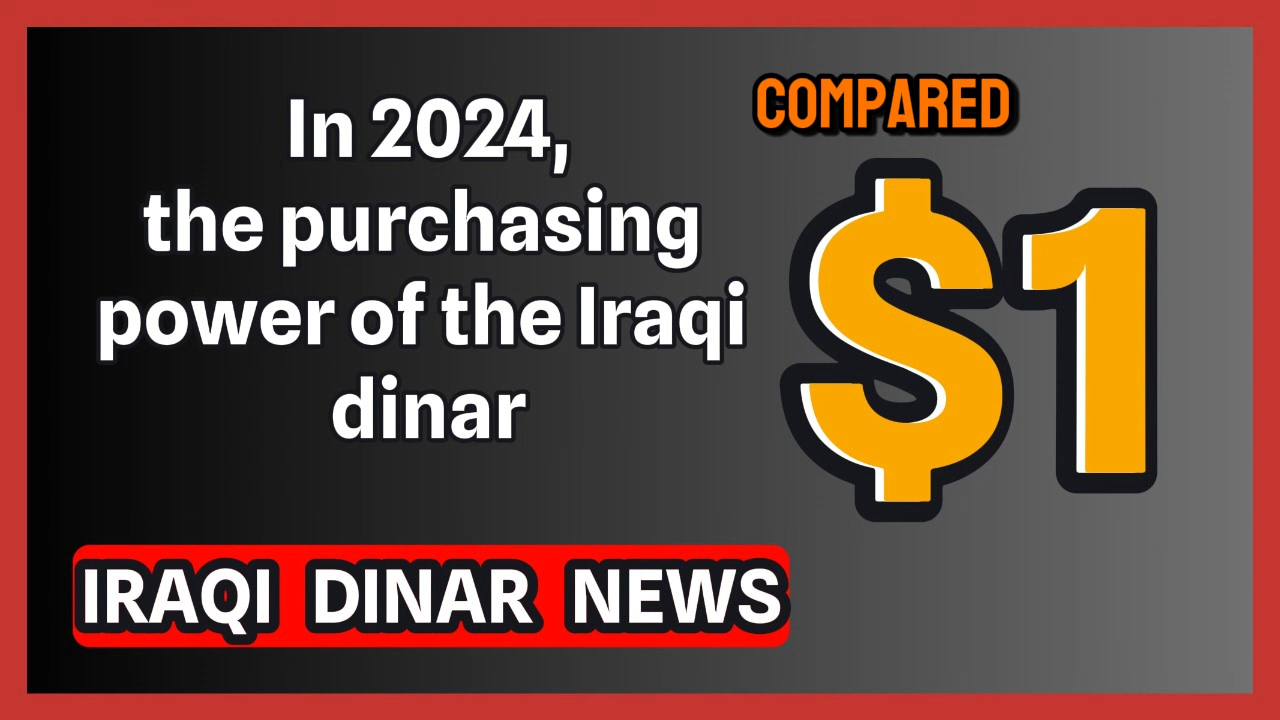 In 2024,
the purchasing
power of the Iraqi
dinar
COMPARED
$1
IRAQI DINAR NEWS